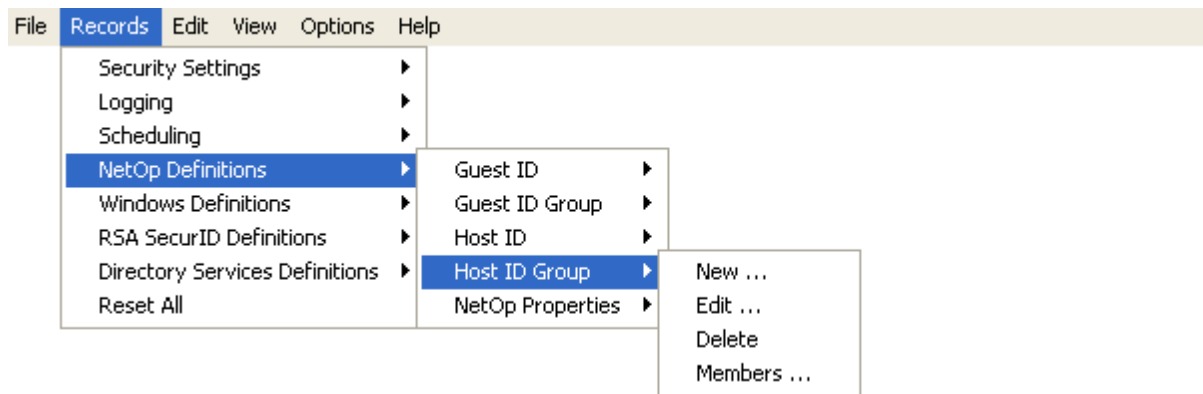 File Records Edit View Options Help
Security Settings
Logging
Scheduling
NetOp Definitions
Windows Definitions
RSA SecurID Definitions
Directory Services Definitions
Reset All
Guest ID
Guest ID Group
Host ID
Host ID Group
NetOp Properties
New ...
Edit ...
Delete
Members ...